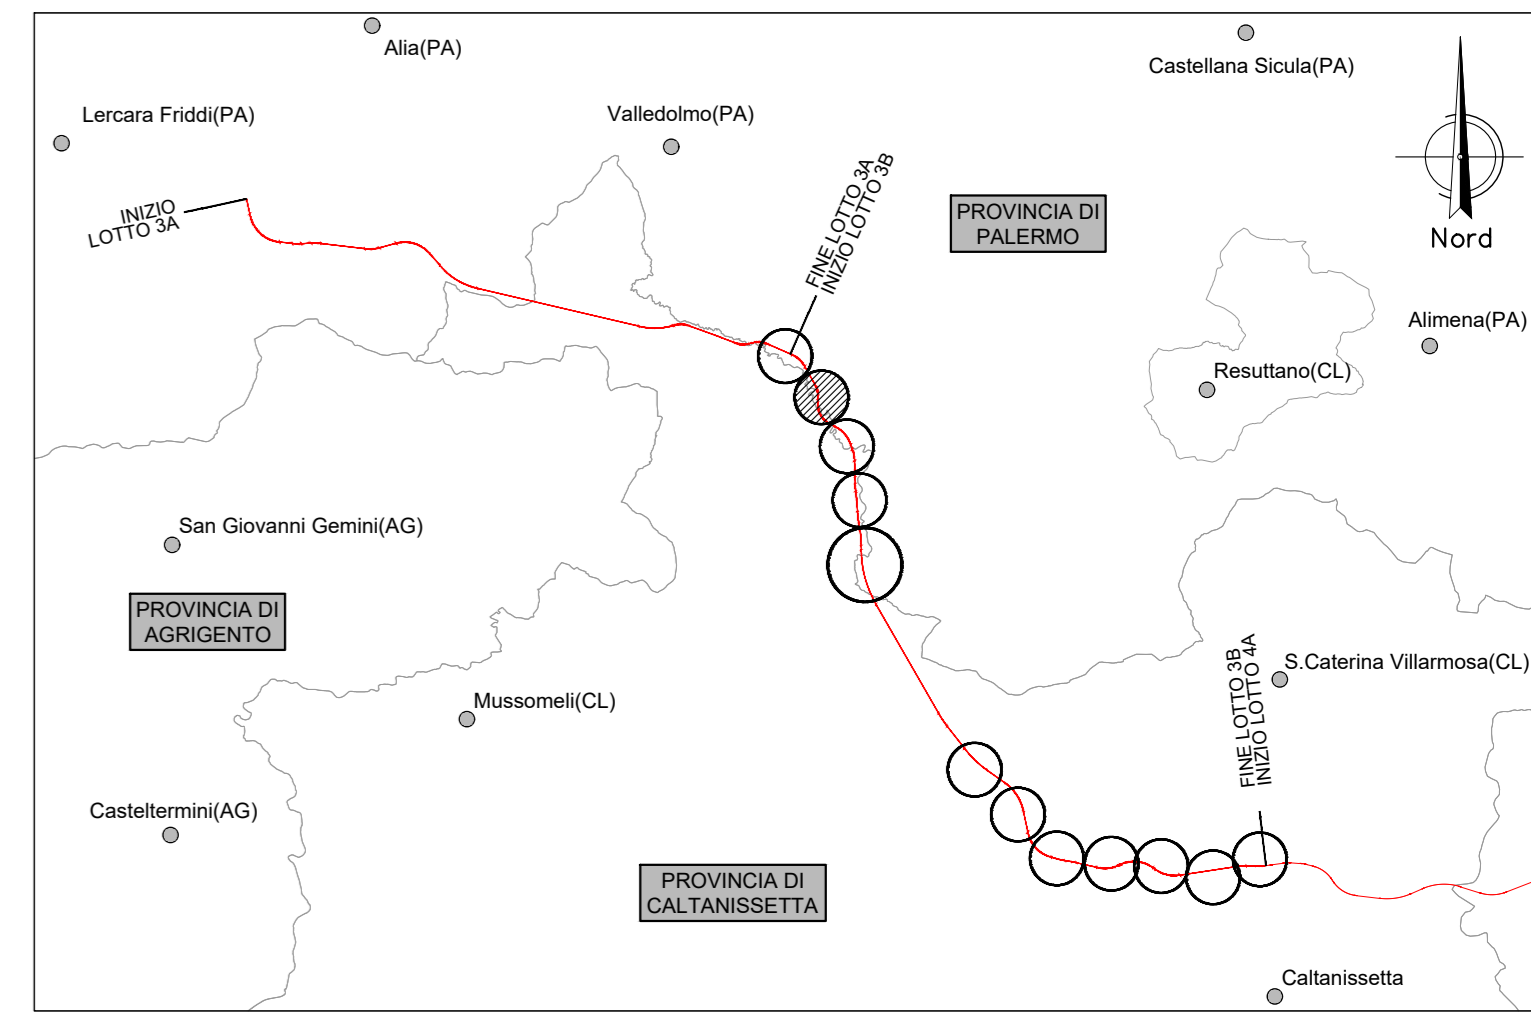 Alia(PA)
Castellana Sicula(PA)
Lercara Friddi(PA)
Valledolmo(PA)
INIZIO
LOTTO 3A
FINE LOTTO 3A
INIZIO LOTTO 3B
PROVINCIA DI
PALERMO
Nord
Alimena(PA)
Resuttano(CL)
San Giovanni Gemini(AG)
PROVINCIA DI
AGRIGENTO
S.Caterina Villarmosa(CL)
FINE LOTTO 3B
INIZIO LOTTO 4A
Mussomeli(CL)
Casteltermini(AG)
PROVINCIA DI
CALTANISSETTA
Caltanissetta